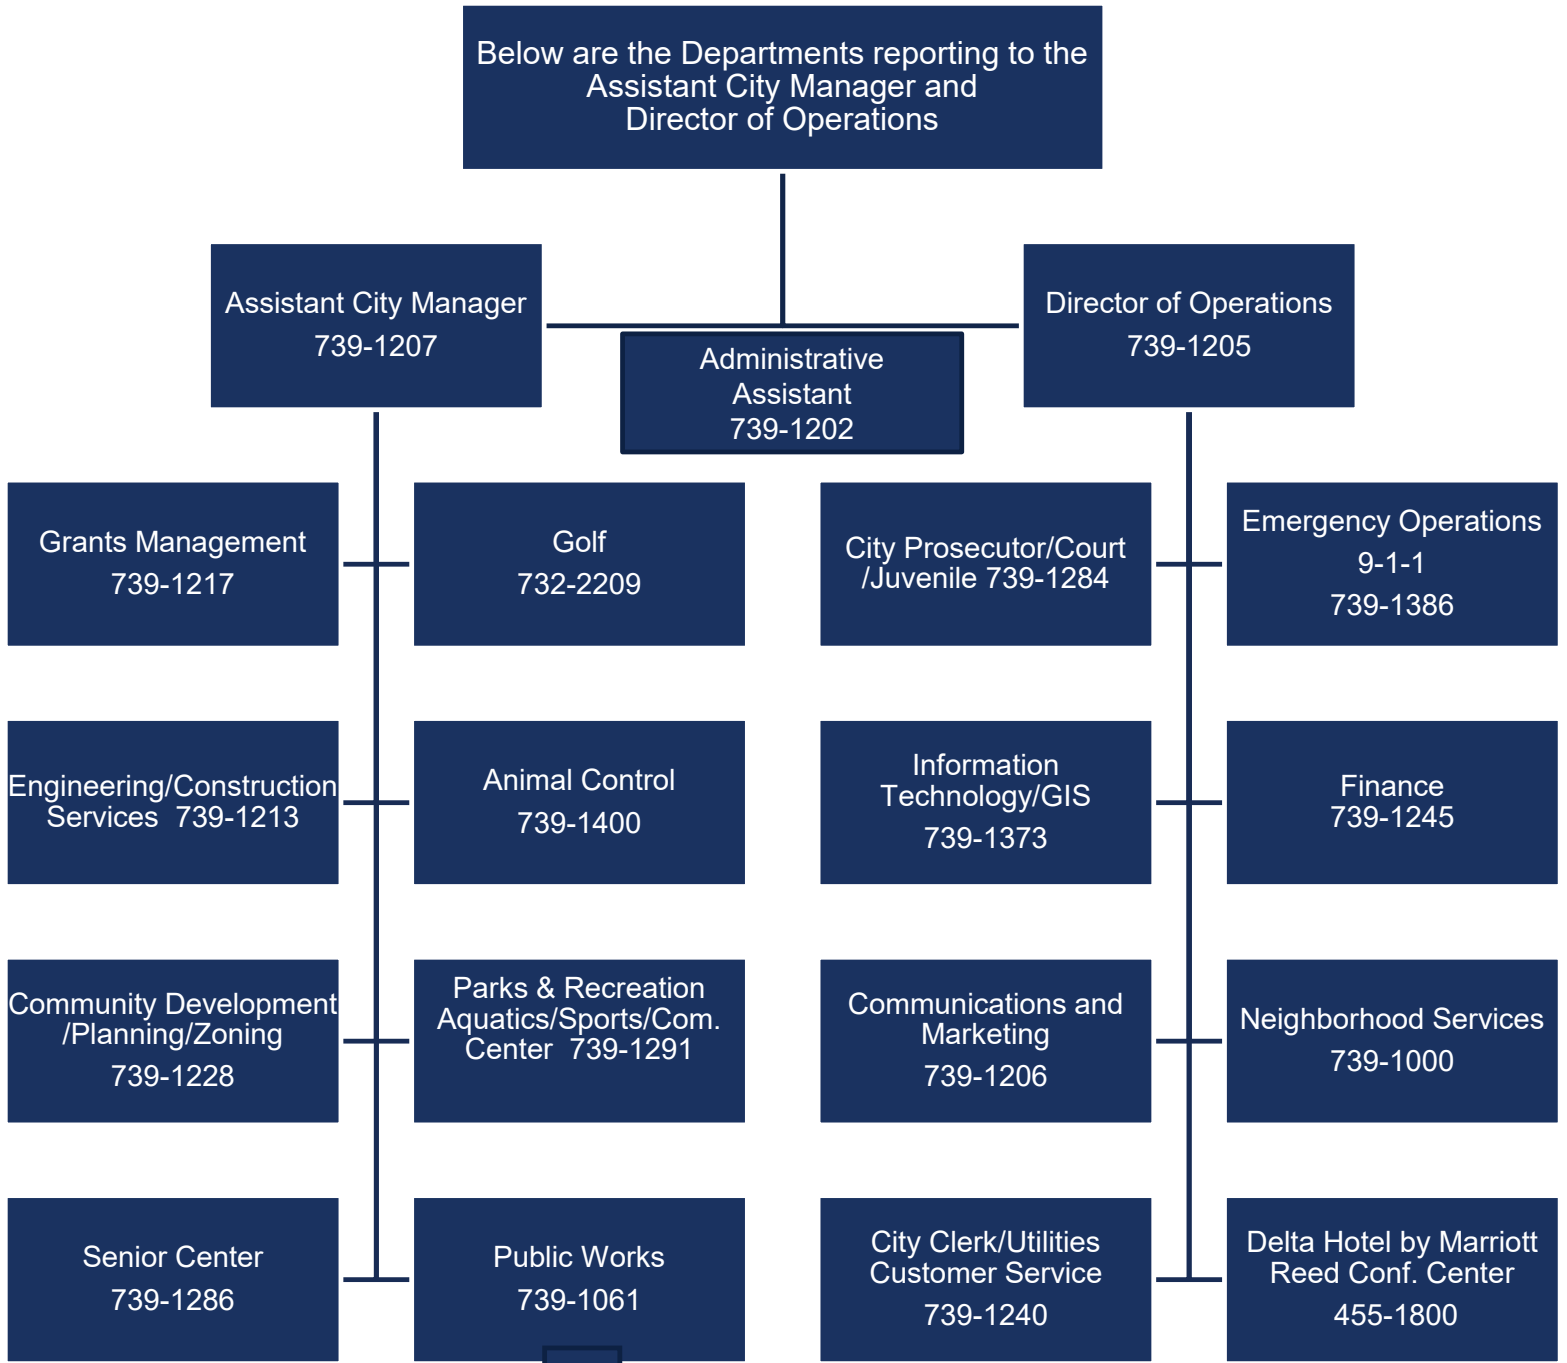 Below are the Departments reporting to the
Assistant City Manager and
Director of Operations
Assistant City Manager
739-1207
Administrative
Assistant
739-1202
Director of Operations
739-1205
Grants Management
739-1217
Golf
732-2209
City Prosecutor/Court
/Juvenile 739-1284
Emergency Operations
9-1-1
739-1386
Engineering/Construction
Services  739-1213
Animal Control
739-1400
Information
Technology/GIS
739-1373
Finance
739-1245
Community Development
/Planning/Zoning
739-1228
Parks & Recreation
Aquatics/Sports/Com.
Center  739-1291
Communications and
Marketing
739-1206
Neighborhood Services
739-1000
Senior Center
739-1286
Public Works
739-1061
City Clerk/Utilities
Customer Service
739-1240
Delta Hotel by Marriott
Reed Conf. Center
455-1800